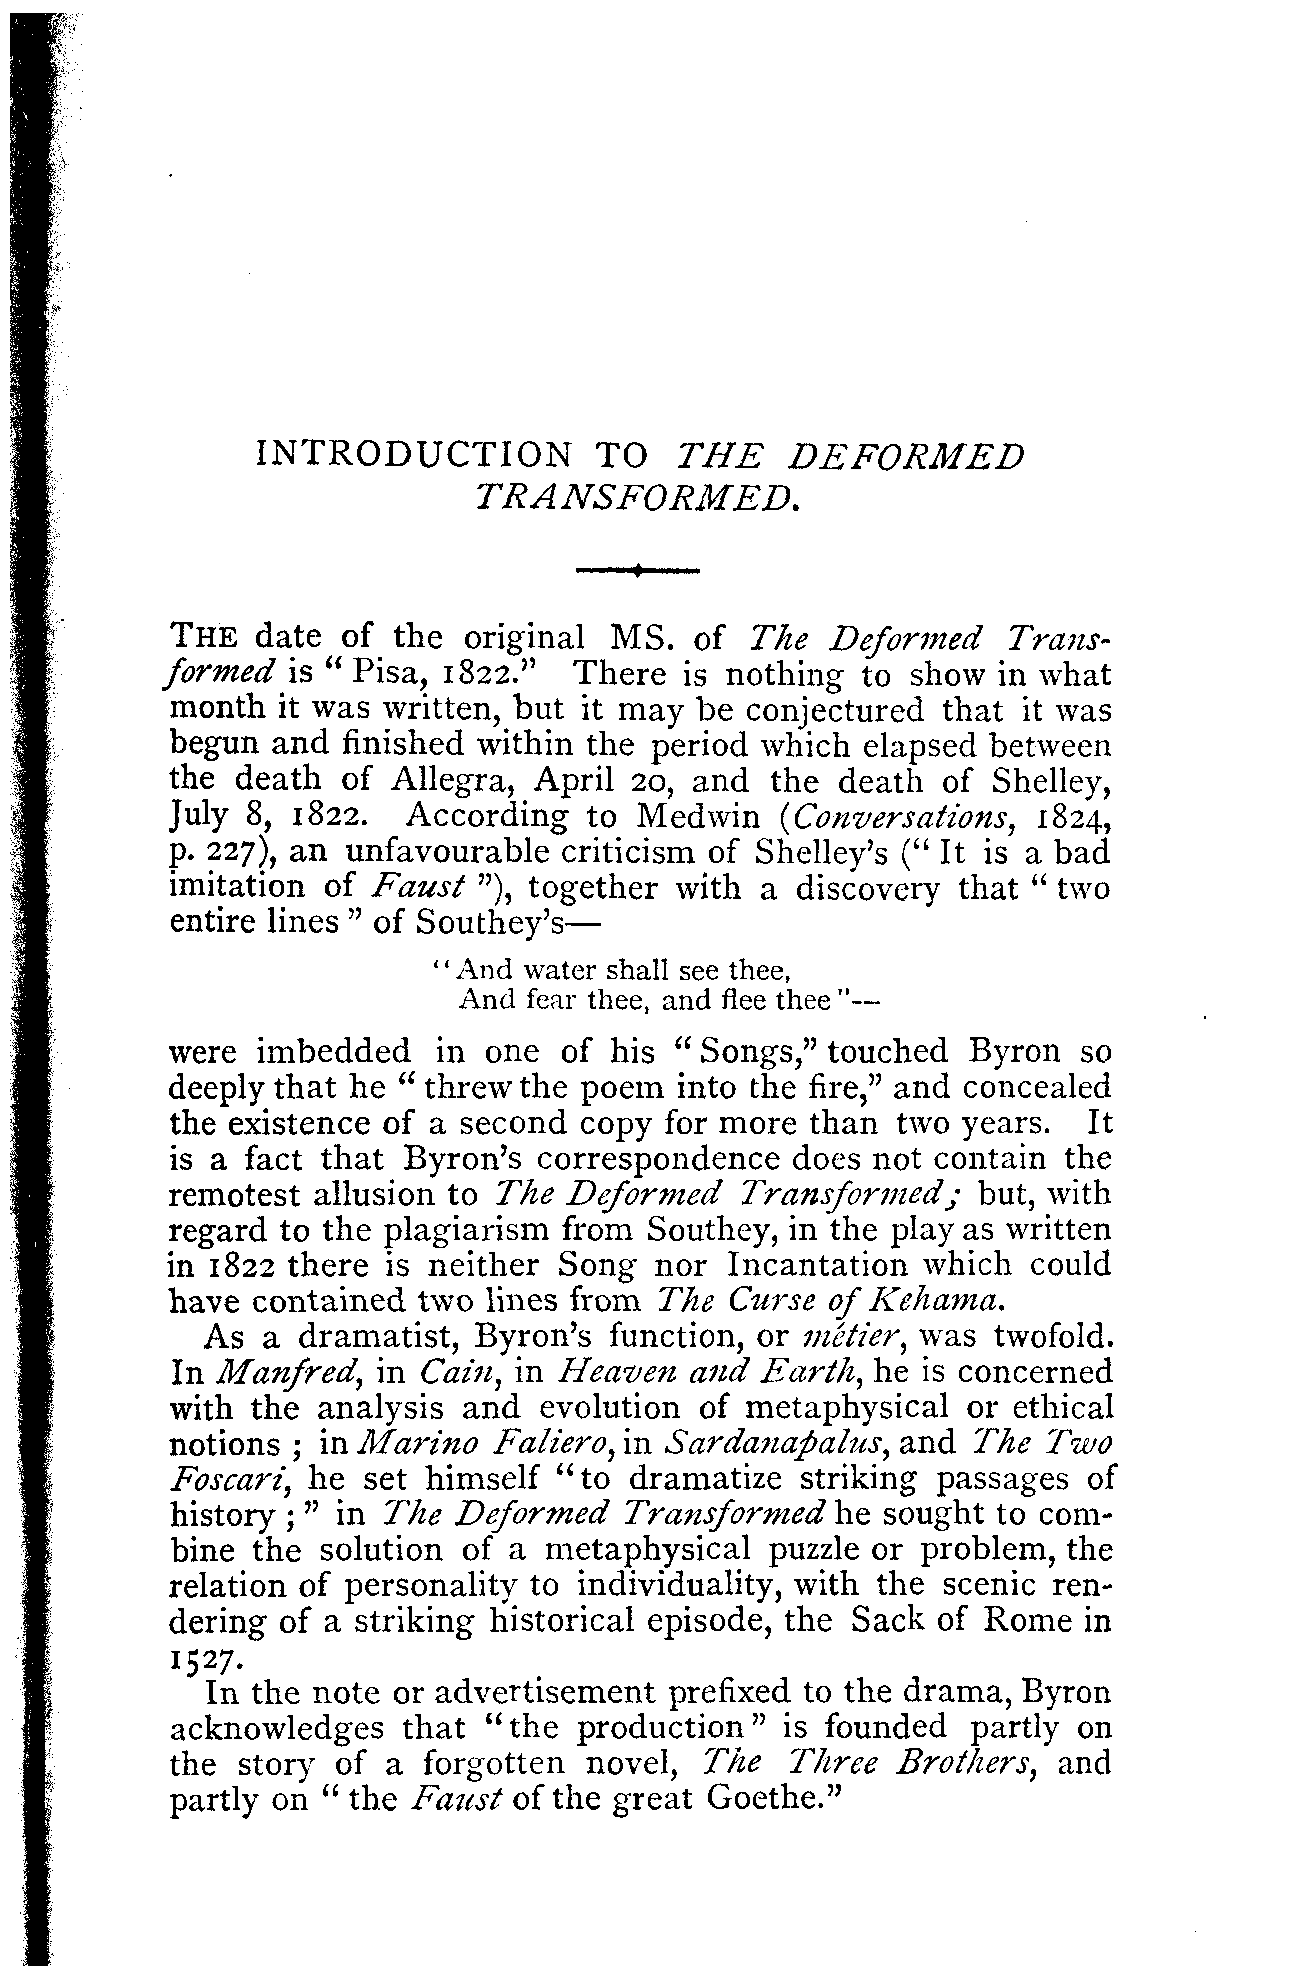 INTRODUCTION TO THE DEFORMED
TRANSFORMED.
THE date of the original MS. of The Deformed Trans-
formed is “ Pisa, 1822.” There is nothing to show in what
month it was written, but it may be conjectured that it was
begun and finished within the period which elapsed between
the death of Allegra, April 20, and the death of Shelley,
July 8, 1822. According to Medwin (Conversations, 1824,
p. 227), an unfavourable criticism of Shelley’s (“ It is a bad
imitation of Faust ”), together with a discovery that “ two
entire lines ” of Southey’s—
“And water shall see thee,
And fear thee, and flee thee”—
were imbedded in one of his “ Songs,” touched Byron so
deeply that he “ threw the poem into the fire,” and concealed
the existence of a second copy for more than two years. It
is a fact that Byron’s correspondence does not contain the
remotest allusion to The Deformed Transformed; but, with
regard to the plagiarism from Southey, in the play as written
in 1822 there is neither Song nor Incantation which could
have contained two lines from The Curse of Kehama.
As a dramatist, Byron’s function, or métier, was twofold.
In Manfred, in Cain, in Heaven and Earth, he is concerned
with the analysis and evolution of metaphysical or ethical
notions ; in Marino Faliero, in Sardanapalus, and The Two
Foscari, he set himself “to dramatize striking passages of
history ; ” in The Deformed Transformed he sought to com-
bine the solution of a metaphysical puzzle or problem, the
relation of personality to individuality, with the scenic ren-
dering of a striking historical episode, the Sack of Rome in
1527.
In the note or advertisement prefixed to the drama, Byron
acknowledges that “the production” is founded partly on
the story of a forgotten novel, The Three Brothers, and
partly on “ the Faust of the great Goethe.”